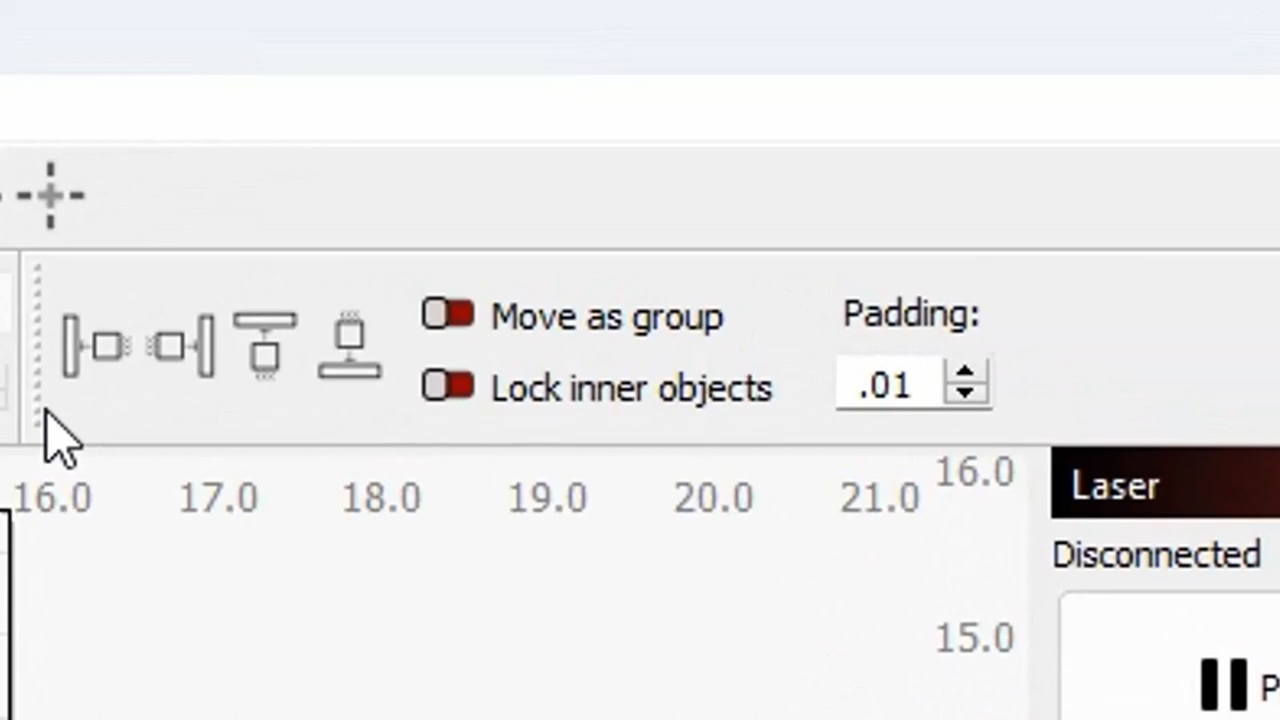 Move as group
Padding:
Lock inner objects
.01
16.0 17.0 18.0 19.0 20.0 21.0
16.0
Laser
Disconnected
15.0
P